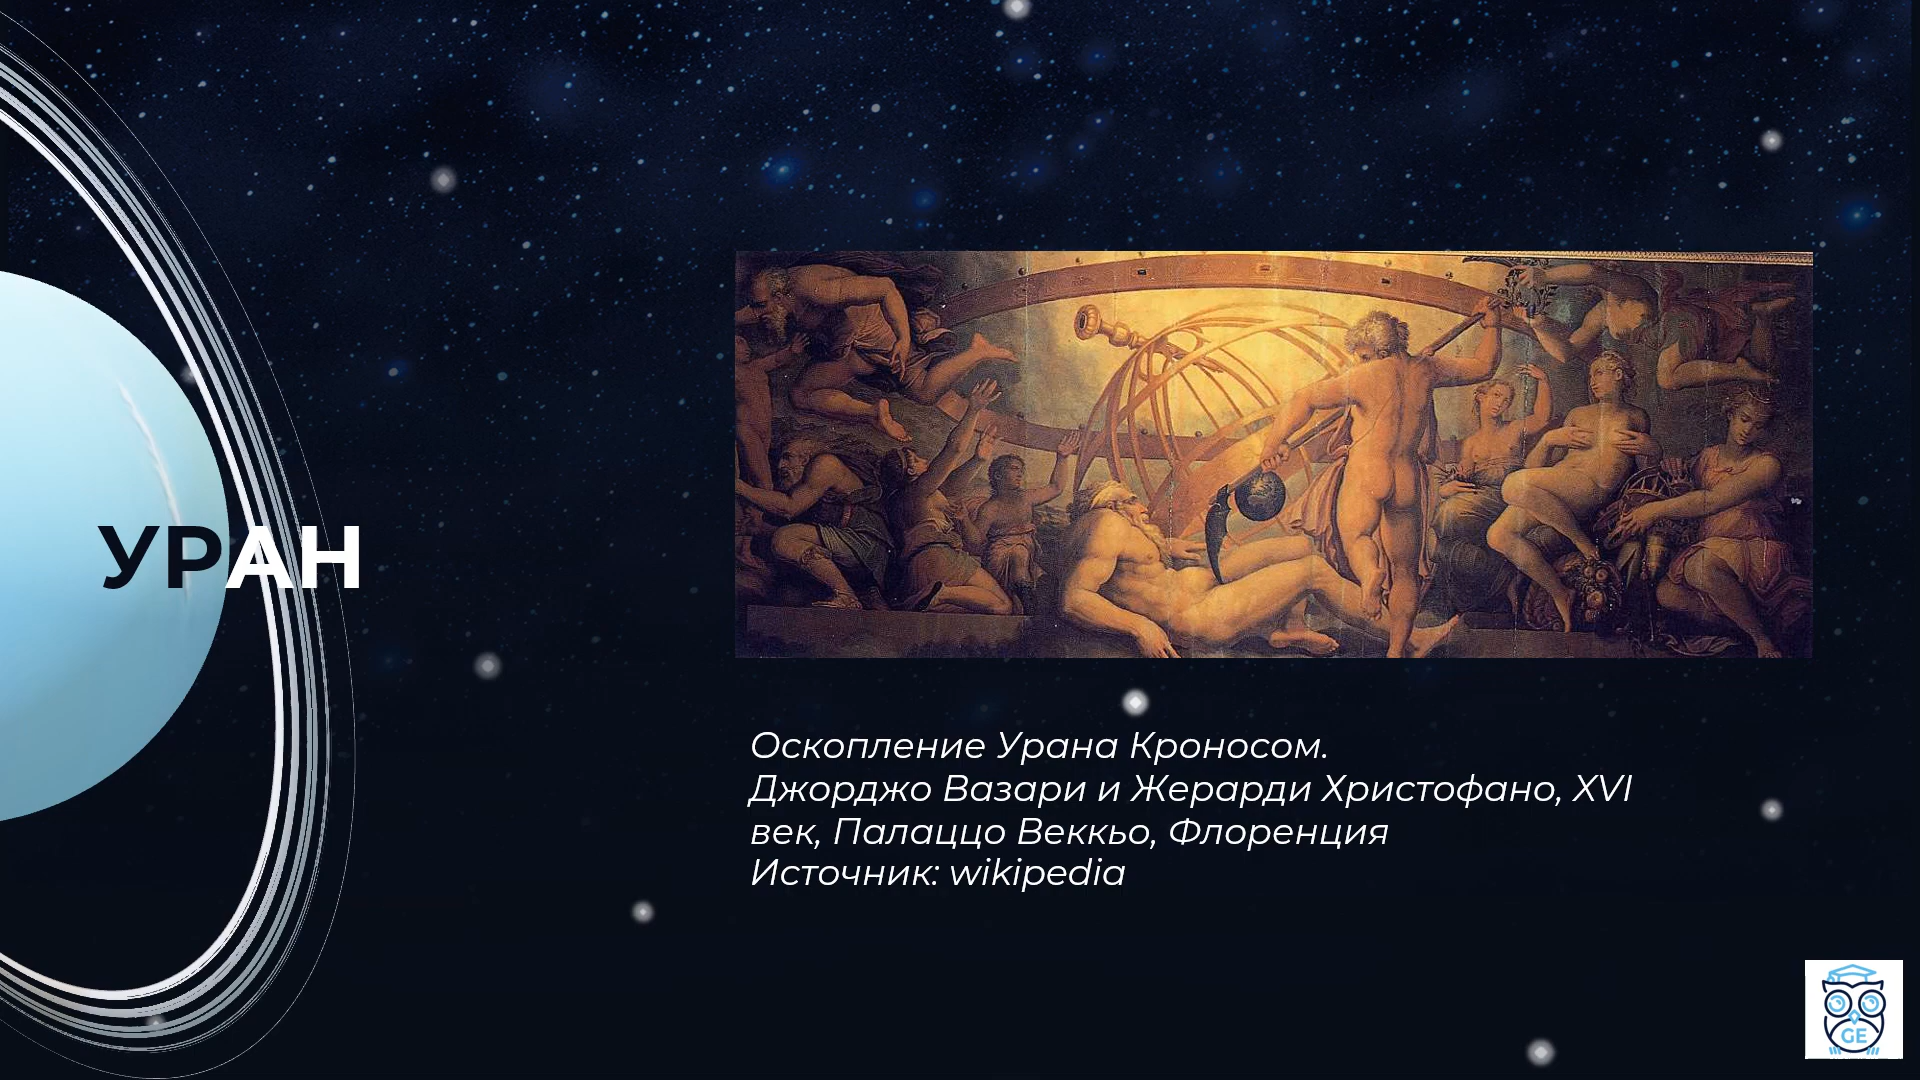 УРАН
Оскопление Урана Кроносом.
Джорджо Вазари и Жерарди Христофано, XVI
век, Палаццо Веккьо, Флоренция
Источник: wikipedia
GE